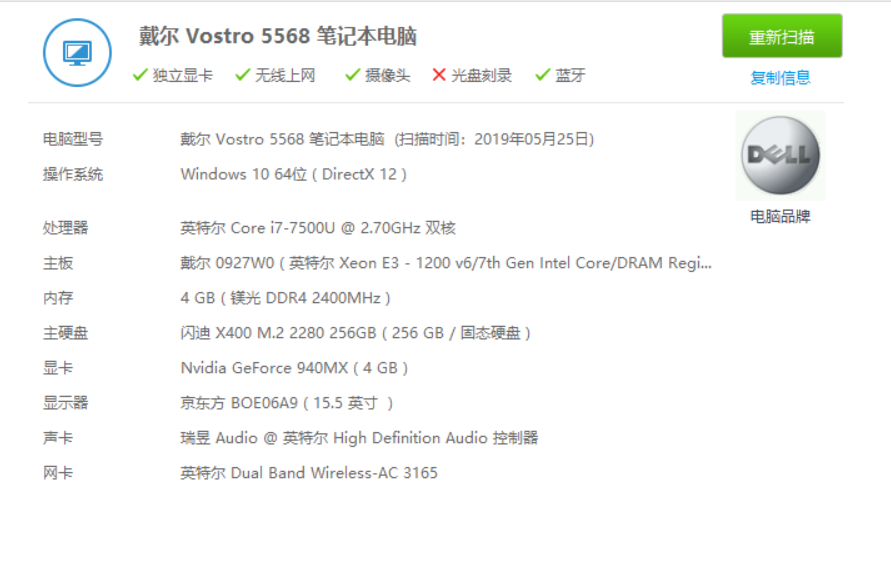 戴尔 Vostro 5568 笔记本电脑
重新扫描
独立显卡 无线上网 摄像头 光盘刻录 蓝牙
复制信息
电脑型号 戴尔 Vostro 5568 笔记本电脑 (扫描时间：2019年05月25日)
操作系统 Windows 10 64位 ( DirectX 12 )
DELL
电脑品牌
处理器 英特尔 Core i7-7500U @ 2.70GHz 双核
主板 戴尔 0927W0 ( 英特尔 Xeon E3 - 1200 v6/7th Gen Intel Core/DRAM Regi...
内存 4 GB ( 镁光 DDR4 2400MHz )
主硬盘 闪迪 X400 M.2 2280 256GB ( 256 GB / 固态硬盘 )
显卡 Nvidia GeForce 940MX ( 4 GB )
显示器 京东方 BOE06A9 ( 15.5 英寸 )
声卡 瑞昱 Audio @ 英特尔 High Definition Audio 控制器
网卡 英特尔 Dual Band Wireless-AC 3165